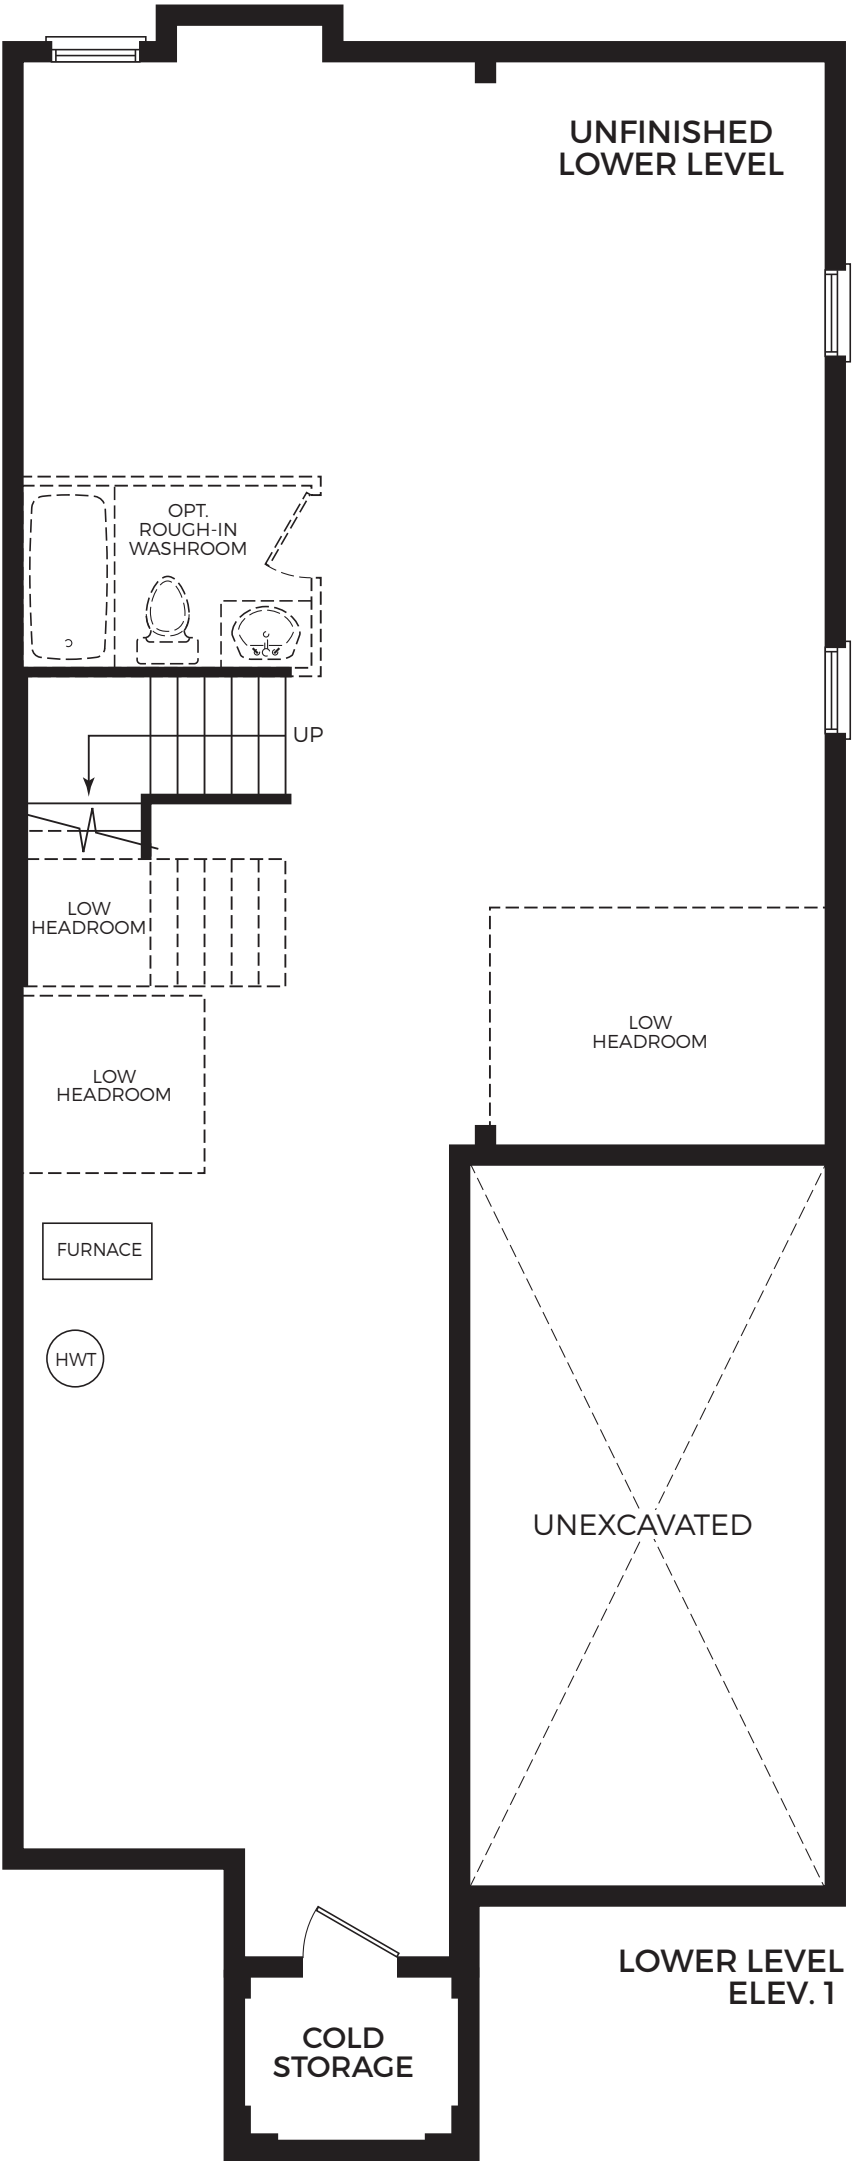 UNFINISHED
LOWER LEVEL
OPT.
ROUGH-IN
WASHROOM
UP
LOW
HEADROOM
LOW
HEADROOM
LOW
HEADROOM
FURNACE
HWT
UNEXCAVATED
LOWER LEVEL
ELEV. 1
COLD
STORAGE